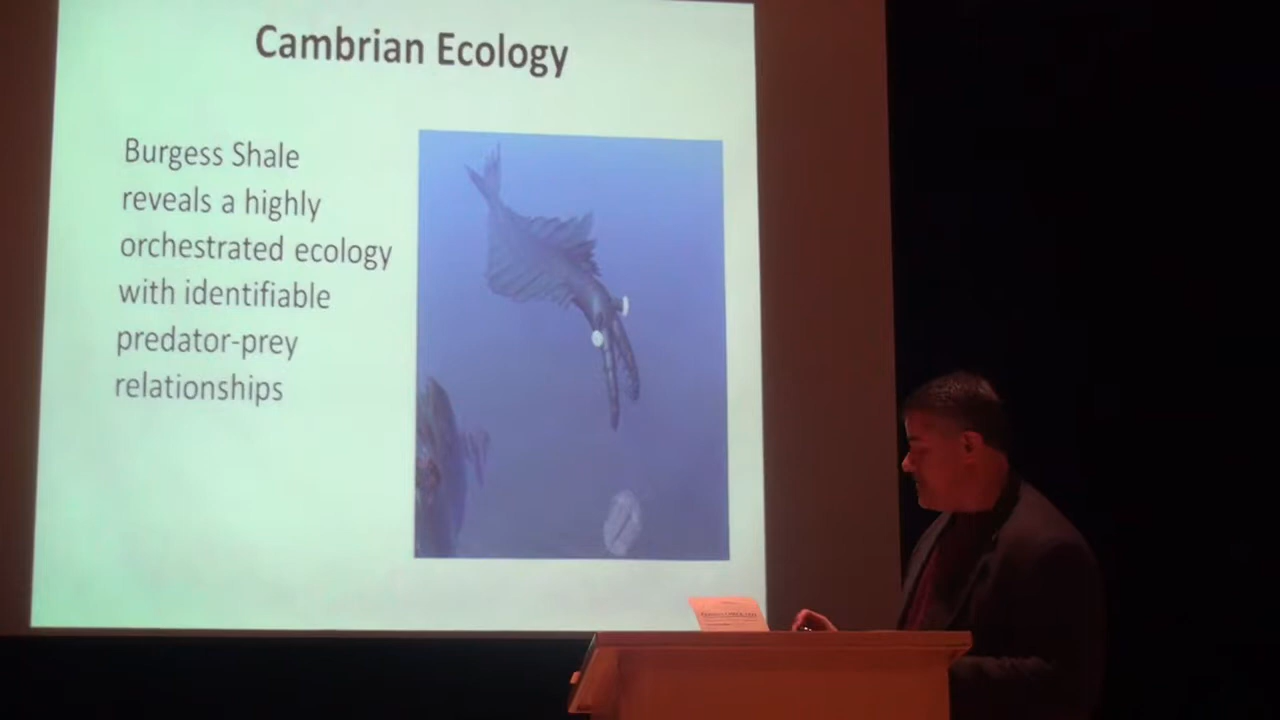 Cambrian Ecology
Burgess Shale
reveals a highly
orchestrated ecology
with identifiable
predator-prey
relationships